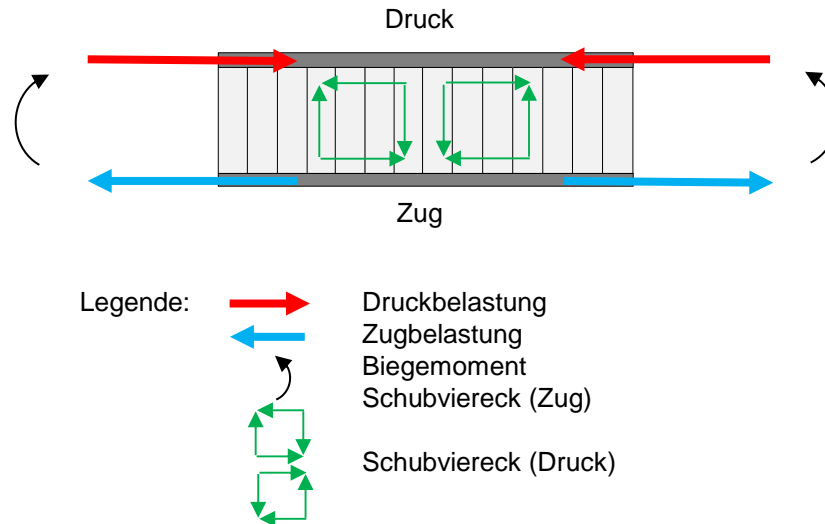 Druck
Zug
Legende:
Druckbelastung
Zugbelastung
Biegemoment
Schubviereck (Zug)
Schubviereck (Druck)